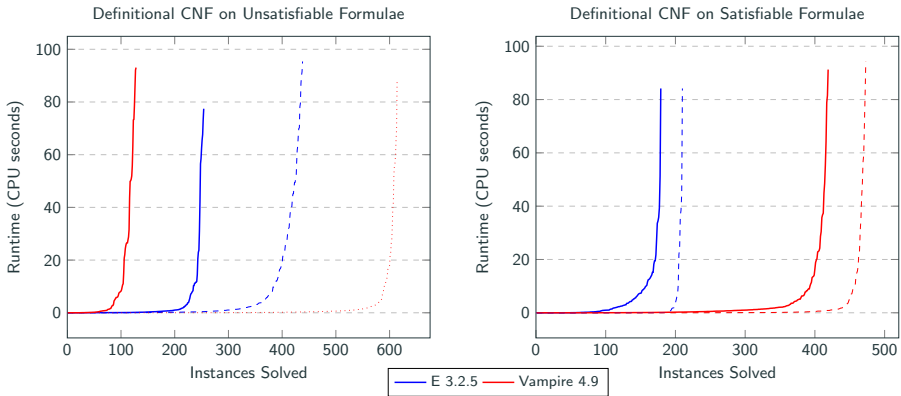 Definitional CNF on Unsatisfiable Formulae
100
80
60
40
20
0
0 100 200 300 400 500 600
Runtime (CPU seconds)
Instances Solved
Definitional CNF on Satisfiable Formulae
100
80
60
40
20
0
0 100 200 300 400 500
Runtime (CPU seconds)
Instances Solved
E 3.2.5 Vampire 4.9